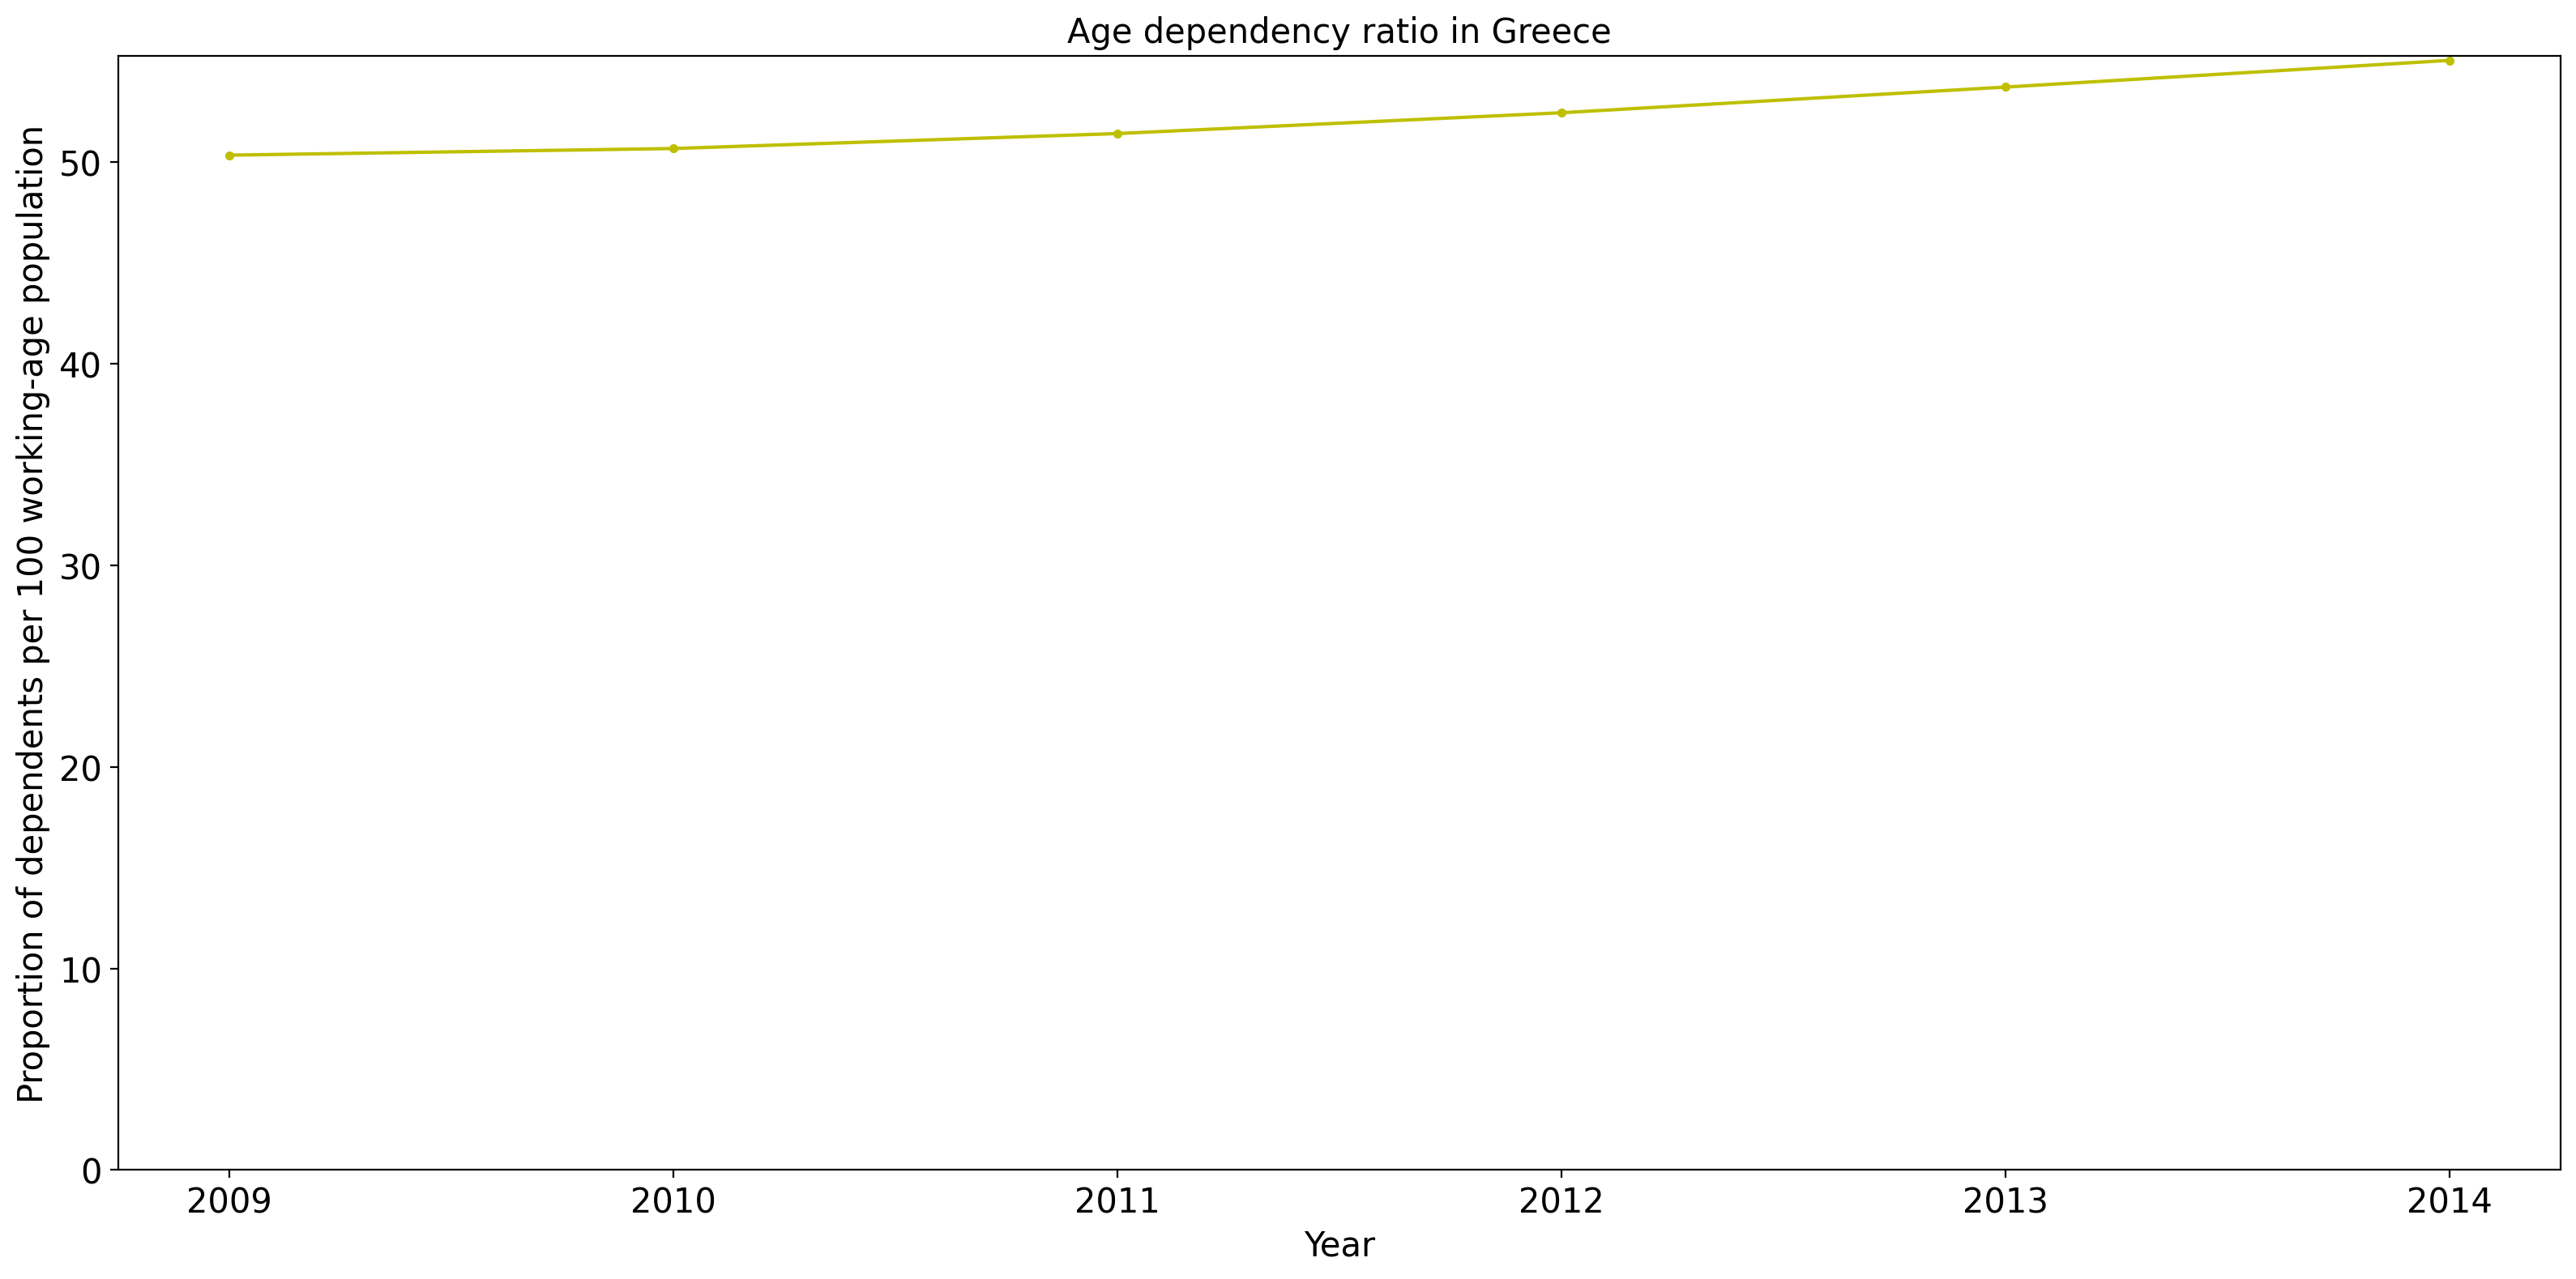 Age dependency ratio in Greece
Proportion of dependents per 100 working-age population
50
40
30
20
10
0
2009 2010 2011 2012 2013 2014
Year